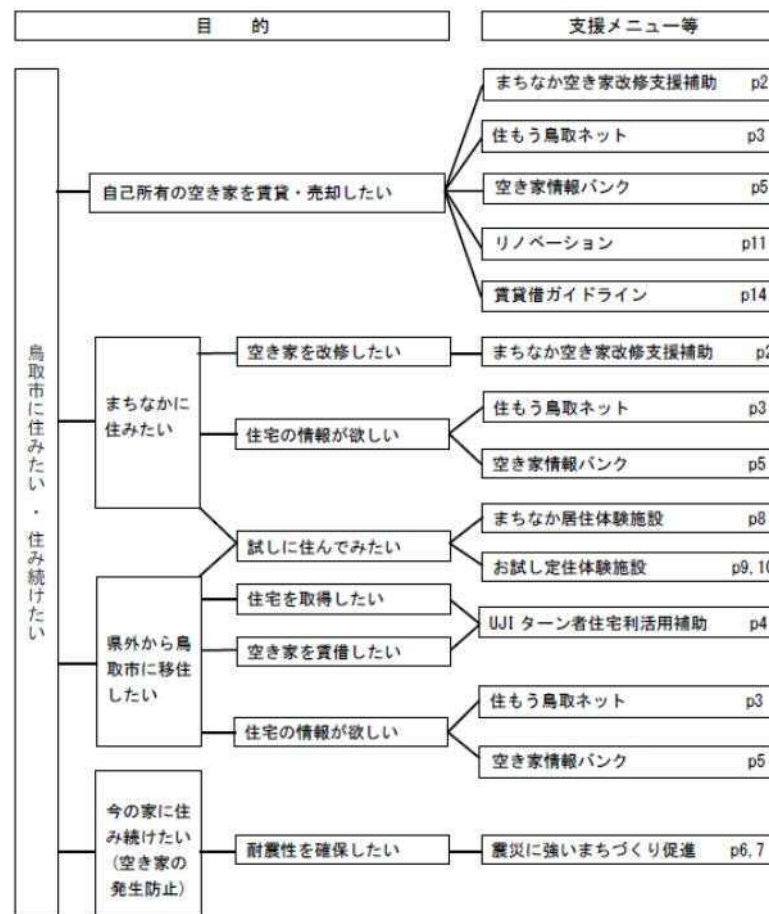 目　的
支援メニュー等
鳥取市に住みたい・住み続けたい
自己所有の空き家を賃貸・売却したい
まちなか空き家改修支援補助 p2
住もう鳥取ネット p3
空き家情報バンク p5
リノベーション p11
賃貸借ガイドライン p14
まちなかに
住みたい
空き家を改修したい
まちなか空き家改修支援補助 p2
住宅の情報が欲しい
住もう鳥取ネット p3
空き家情報バンク p5
試しに住んでみたい
まちなか居住体験施設 p8
お試し定住体験施設 p9,10
県外から鳥
取市に移住
したい
住宅を取得したい
空き家を賃借したい
UJIターン者住宅利活用補助 p4
住宅の情報が欲しい
住もう鳥取ネット p3
空き家情報バンク p5
今の家に住
み続けたい
(空き家の
発生防止)
耐震性を確保したい
震災に強いまちづくり促進 p6,7